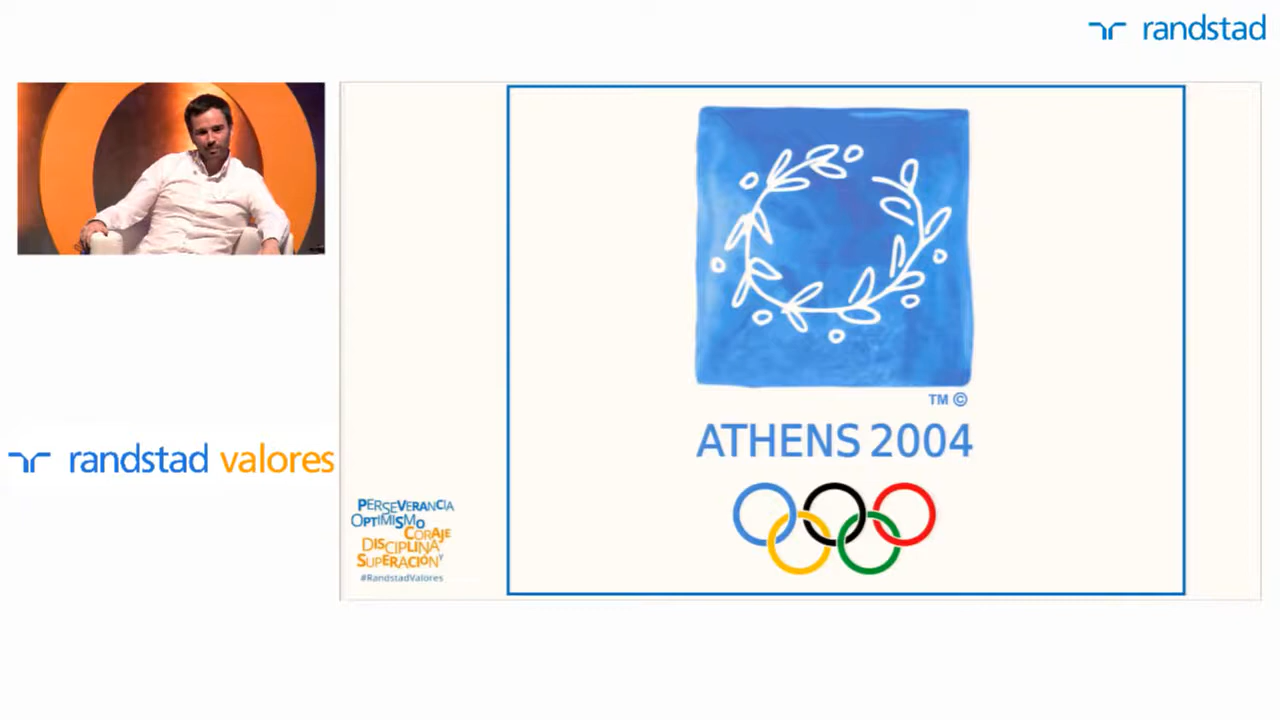 randstad
TM ©
ATHENS 2004
randstad valores
PERSEVERANCIA
OPTIMISMO
CORAJE
DISCIPLINA Y
SUPERACIÓN
#RandstadValores